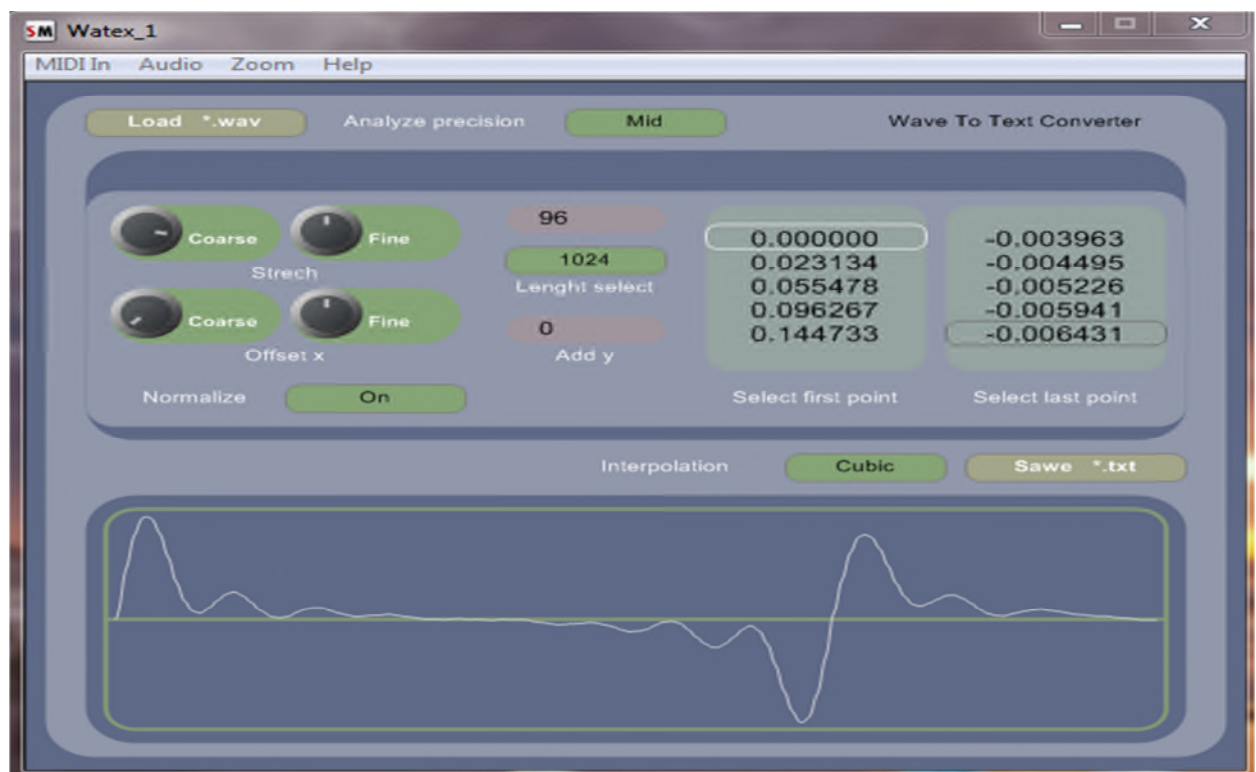 SM Watex_1
MIDI In Audio Zoom Help
Load *.wav Analyze precision Mid Wave To Text Converter
Coarse Fine
Strech
Coarse Fine
Offset x
Normalize On
96
1024
Lenght select
0
Add y
0.000000
0.023134
0.055478
0.096267
0.144733
Select first point
-0.003963
-0.004495
-0.005226
-0.005941
-0.006431
Select last point
Interpolation Cubic Sawe *.txt